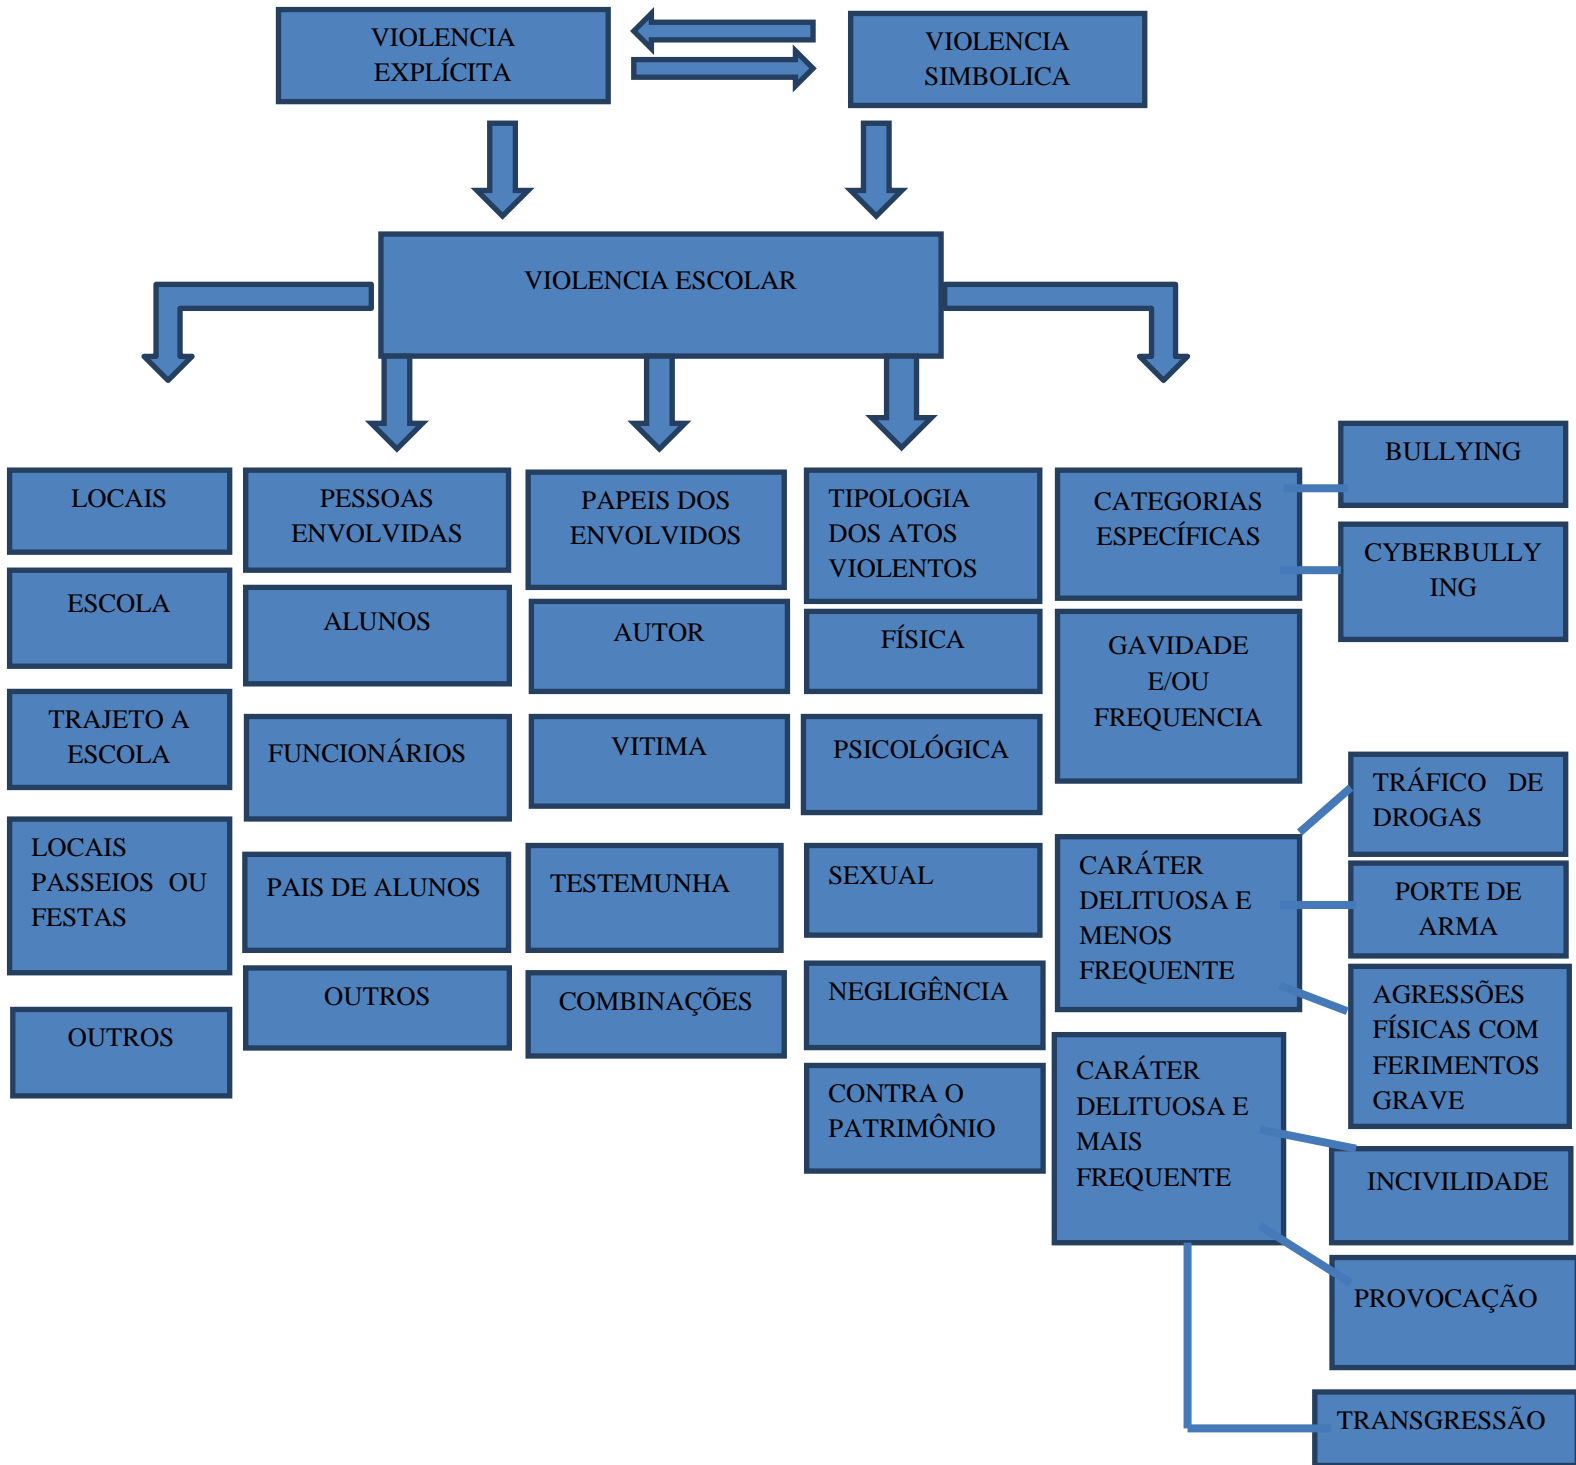 VIOLENCIA
EXPLÍCITA
VIOLENCIA
SIMBOLICA
VIOLENCIA ESCOLAR
LOCAIS
ESCOLA
TRAJETO A
ESCOLA
LOCAIS
PASSEIOS OU
FESTAS
OUTROS
PESSOAS
ENVOLVIDAS
ALUNOS
FUNCIONÁRIOS
PAIS DE ALUNOS
OUTROS
PAPEIS DOS
ENVOLVIDOS
AUTOR
VITIMA
TESTEMUNHA
COMBINAÇÕES
TIPOLOGIA
DOS ATOS
VIOLENTOS
FÍSICA
PSICOLÓGICA
SEXUAL
NEGLIGÊNCIA
CONTRA O
PATRIMÔNIO
CATEGORIAS
ESPECÍFICAS
BULLYING
CYBERBULLY
ING
GAVIDADE
E/OU
FREQUENCIA
CARÁTER
DELITUOSA E
MENOS
FREQUENTE
TRÁFICO DE
DROGAS
PORTE DE
ARMA
AGRESSÕES
FÍSICAS COM
FERIMENTOS
GRAVE
CARÁTER
DELITUOSA E
MAIS
FREQUENTE
INCIVILIDADE
PROVOCAÇÃO
TRANSGRESSÃO